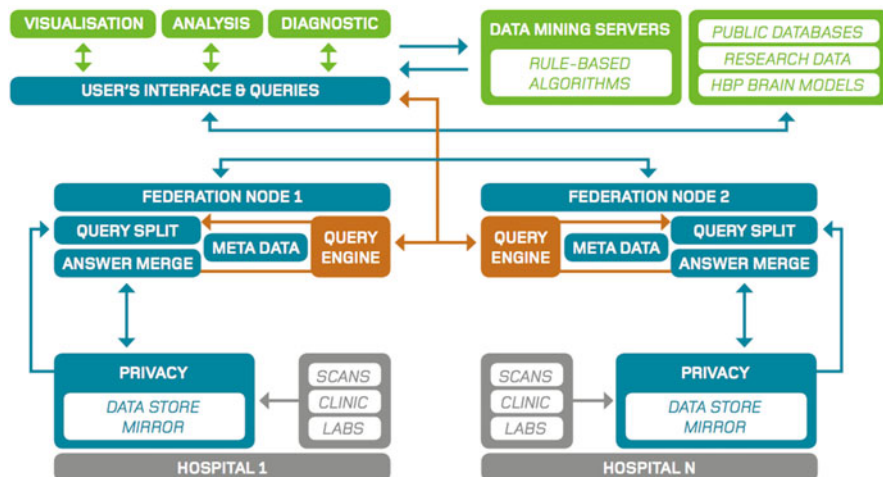 VISUALISATION
ANALYSIS
DIAGNOSTIC
USER'S INTERFACE & QUERIES
DATA MINING SERVERS
RULE-BASED
ALGORITHMS
PUBLIC DATABASES
RESEARCH DATA
HBP BRAIN MODELS
FEDERATION NODE 1
QUERY SPLIT
META DATA
ANSWER MERGE
QUERY
ENGINE
FEDERATION NODE 2
QUERY
ENGINE
META DATA
QUERY SPLIT
ANSWER MERGE
PRIVACY
DATA STORE
MIRROR
SCANS
CLINIC
LABS
HOSPITAL 1
SCANS
CLINIC
LABS
PRIVACY
DATA STORE
MIRROR
HOSPITAL N